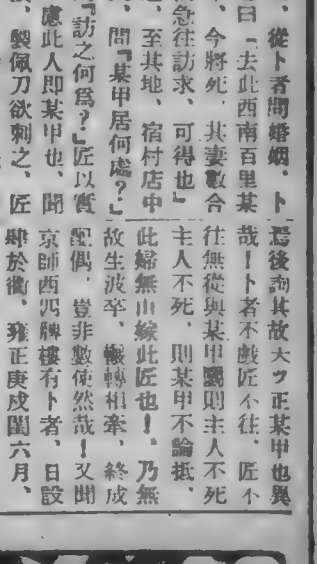 、從卜者問婚姻、卜
曰「去此西南百里某
、今將死、其妻數合
急往訪求、可得也」
、至其地、宿村店中
、問「某甲居何處？」
「訪之何爲？」匠以實
慮此人即某甲也、聞
、掣佩刀欲刺之、匠
焉後詢其故夫正某甲也異
哉！卜者不戲匠不往、匠不
往無從與某甲鬭則主人不死
主人不死、則某甲不論抵、
此婦無由嫁此匠也！乃無
故生波卒、輾轉相牽、終成
配偶、豈非數使然哉！又聞
京師西四牌樓有卜者、日設
肆於衢、雍正庚戌閏六月、